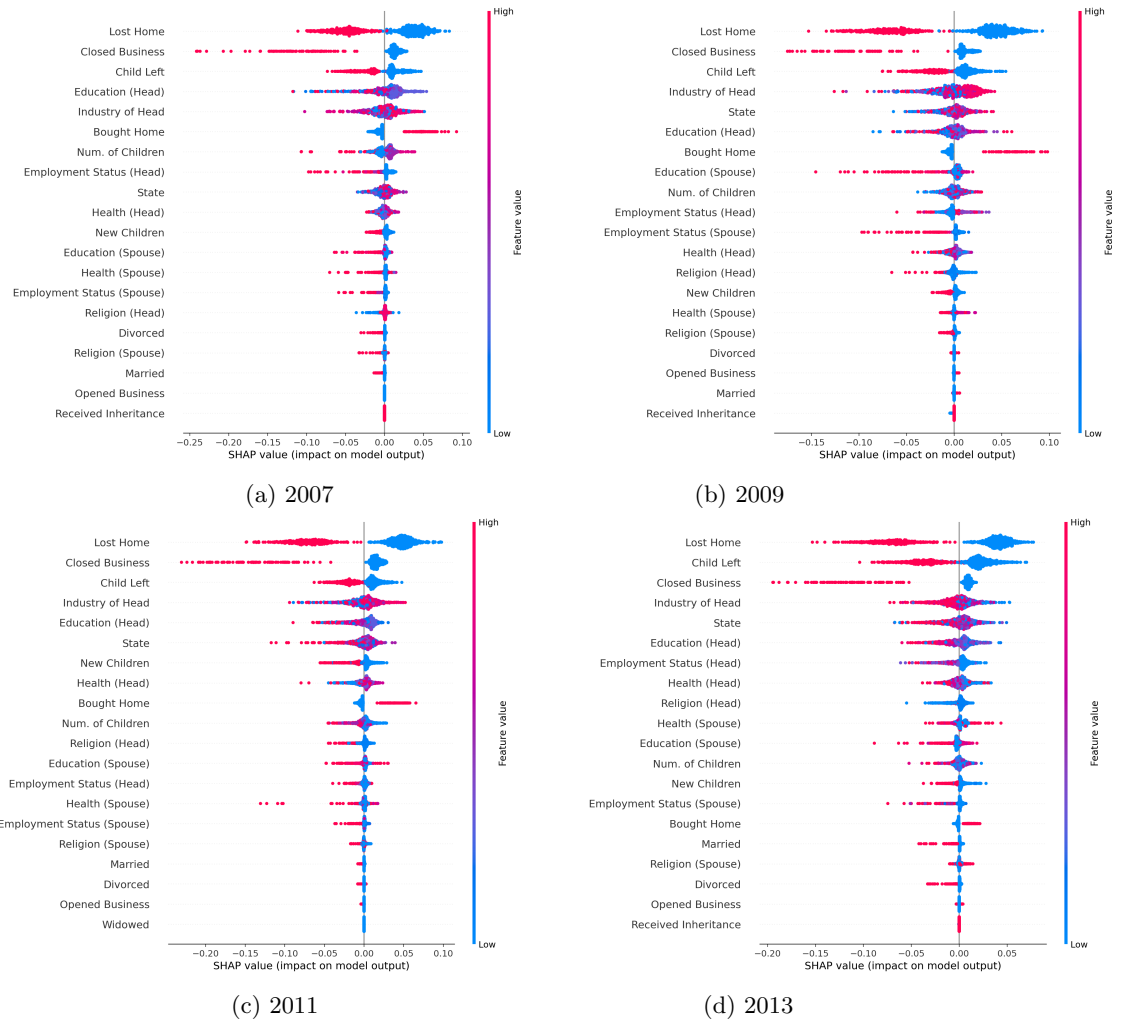 High
Lost Home
Closed Business
Child Left
Education (Head)
Industry of Head
Bought Home
Num. of Children
Employment Status (Head)
State
Health (Head)
New Children
Education (Spouse)
Health (Spouse)
Employment Status (Spouse)
Religion (Head)
Divorced
Religion (Spouse)
Married
Opened Business
Received Inheritance
Low
Feature value
−0.25 −0.20 −0.15 −0.10 −0.05 0.00 0.05 0.10
SHAP value (impact on model output)
(a) 2007
High
Lost Home
Closed Business
Child Left
Industry of Head
State
Education (Head)
Bought Home
Education (Spouse)
Num. of Children
Employment Status (Head)
Employment Status (Spouse)
Health (Head)
Religion (Head)
New Children
Health (Spouse)
Religion (Spouse)
Divorced
Opened Business
Married
Received Inheritance
Low
Feature value
−0.15 −0.10 −0.05 0.00 0.05 0.10
SHAP value (impact on model output)
(b) 2009
High
Lost Home
Closed Business
Child Left
Industry of Head
Education (Head)
State
New Children
Health (Head)
Bought Home
Num. of Children
Religion (Head)
Education (Spouse)
Employment Status (Head)
Health (Spouse)
Employment Status (Spouse)
Religion (Spouse)
Married
Divorced
Opened Business
Widowed
Low
Feature value
−0.20 −0.15 −0.10 −0.05 0.00 0.05 0.10
SHAP value (impact on model output)
(c) 2011
High
Lost Home
Child Left
Closed Business
Industry of Head
State
Education (Head)
Employment Status (Head)
Health (Head)
Religion (Head)
Health (Spouse)
Education (Spouse)
Num. of Children
New Children
Employment Status (Spouse)
Bought Home
Married
Religion (Spouse)
Divorced
Opened Business
Received Inheritance
Low
Feature value
−0.20 −0.15 −0.10 −0.05 0.00 0.05
SHAP value (impact on model output)
(d) 2013